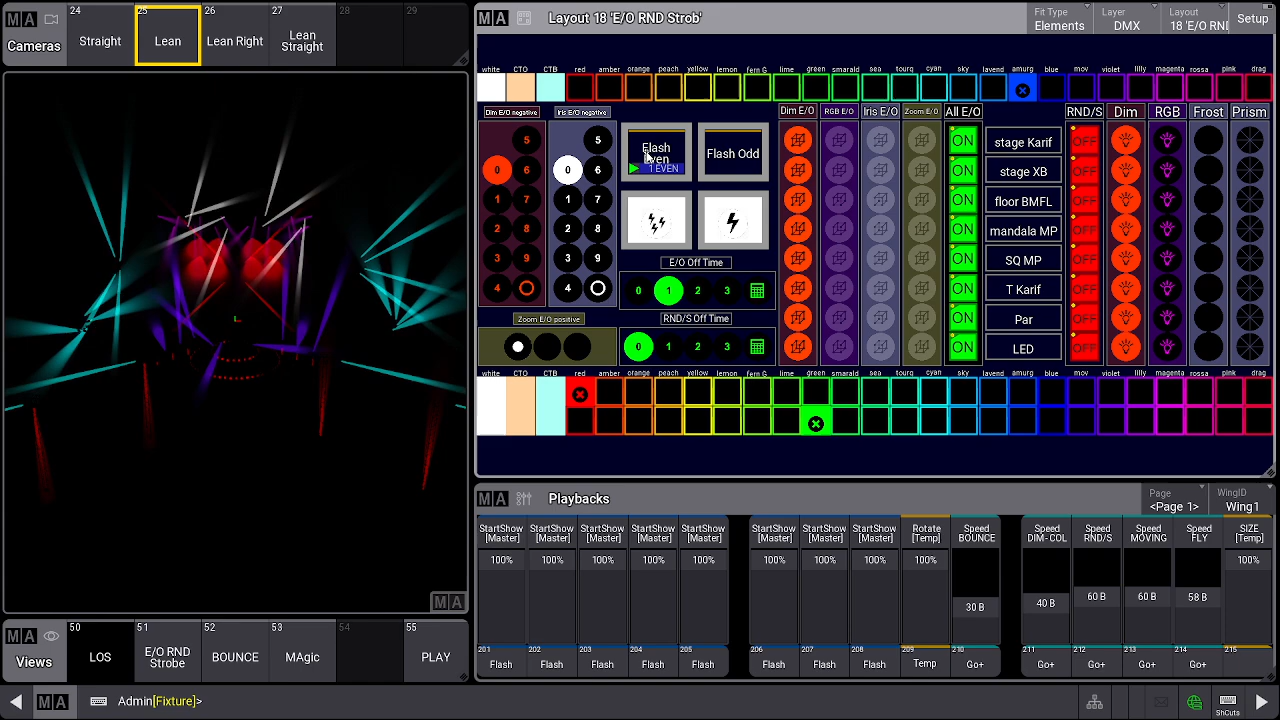 MA
Cameras
24
Straight
25
Lean
26
Lean Right
27
Lean
Straight
28
29
MA
MA
Views
50
LOS
51
E/O RND
Strobe
52
BOUNCE
53
MAgic
54
55
PLAY
MA
Layout 18 'E/O RND Strob'
Fit Type
Elements
Layer
DMX
Layout
18 'E/O RN
Setup
white CTO CTB red amber orange peach yellow lemon fern G lime green smarald sea tourq cyan sky lavend amurg blue mov violet lilly magenta rossa pink drag
Dim E/O negative
Iris E/O negative
5
0 6
1 7
2 8
3 9
4
5
0 6
1 7
2 8
3 9
4
Flash
Even
1 EVEN
Flash Odd
E/O Off Time
0 1 2 3
Zoom E/O positive
RND/S Off Time
0 1 2 3
Dim E/O RGB E/O Iris E/O Zoom E/O All E/O RND/S Dim RGB Frost Prism
ON stage Karif OFF
ON stage XB OFF
ON floor BMFL OFF
ON mandala MP OFF
ON SQ MP OFF
ON T Karif OFF
ON Par OFF
ON LED OFF
white CTO CTB red amber orange peach yellow lemon fern G lime green smarald sea tourq cyan sky lavend amurg blue mov violet lilly magenta rossa pink drag
MA
Playbacks
Page
<Page 1>
WingID
Wing1
StartShow
[Master]
100%
201
Flash
StartShow
[Master]
100%
202
Flash
StartShow
[Master]
100%
203
Flash
StartShow
[Master]
100%
204
Flash
StartShow
[Master]
100%
205
Flash
StartShow
[Master]
100%
206
Flash
StartShow
[Master]
100%
207
Flash
StartShow
[Master]
100%
208
Flash
Rotate
[Temp]
100%
209
Temp
Speed
BOUNCE
30 B
210
Go+
Speed
DIM-COL
40 B
211
Go+
Speed
RND/S
60 B
212
Go+
Speed
MOVING
60 B
213
Go+
Speed
FLY
58 B
214
Go+
SIZE
[Temp]
100%
215
MA
Admin[Fixture]>
ShCuts